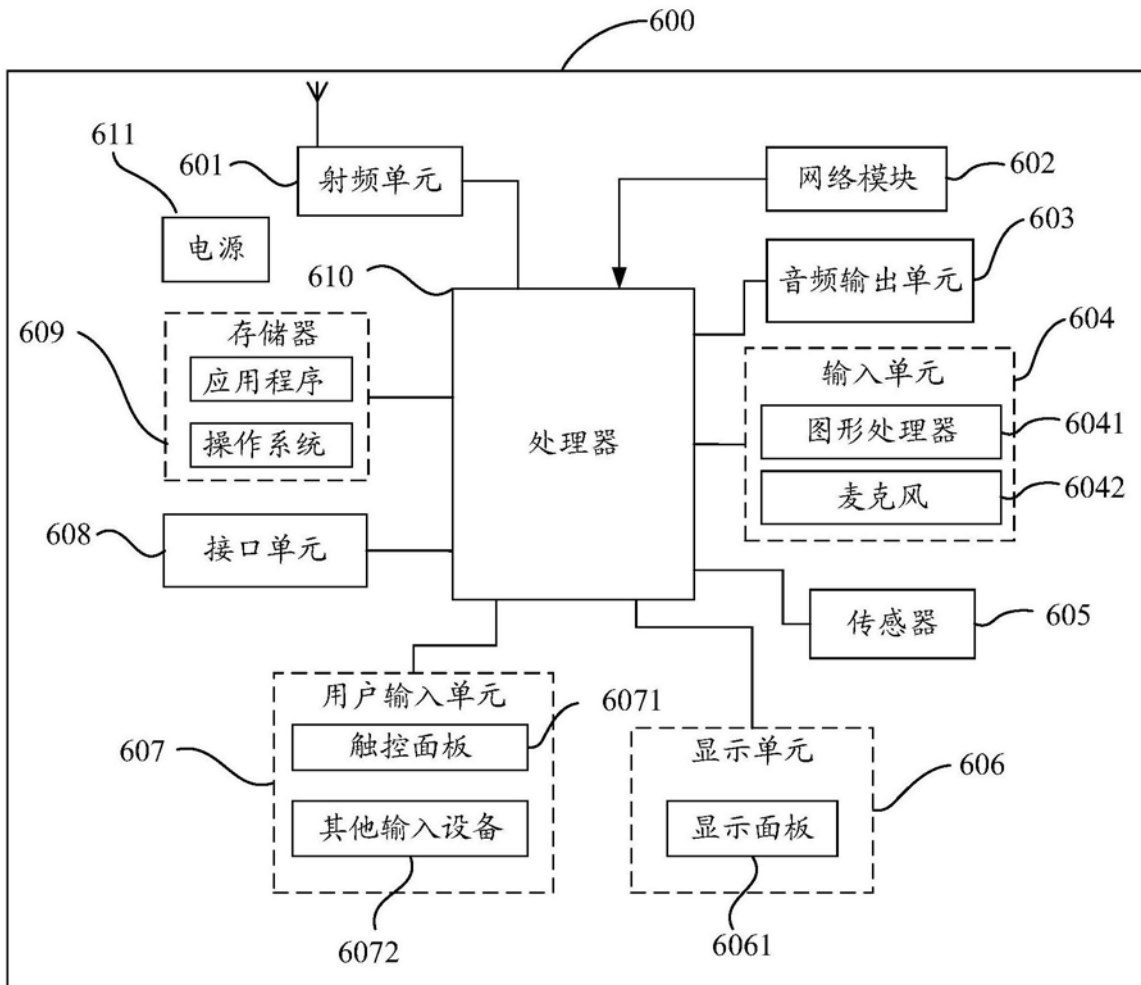 600
611
601
射频单元
网络模块
602
电源
610
音频输出单元
603
609
存储器
应用程序
操作系统
处理器
604
输入单元
图形处理器
6041
麦克风
6042
608
接口单元
传感器
605
用户输入单元
6071
607
触控面板
其他输入设备
6072
显示单元
606
显示面板
6061